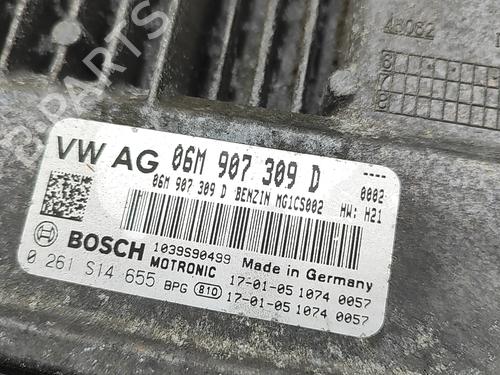 48082
VW AG 06M 907 309 D ----
06M 907 309 D BENZIN MG1CS002 0002
HW: H21
BOSCH 1039S90499 Made in Germany
0 261 S14 655 MOTRONIC 17-01-05 1074 0057
BPG 810 17-01-05 1074 0057